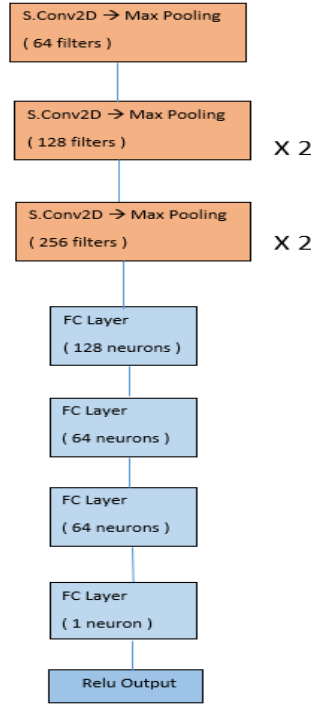 S.Conv2D → Max Pooling
( 64 filters )
S.Conv2D → Max Pooling
( 128 filters )
X 2
S.Conv2D → Max Pooling
( 256 filters )
X 2
FC Layer
( 128 neurons )
FC Layer
( 64 neurons )
FC Layer
( 64 neurons )
FC Layer
( 1 neuron )
Relu Output